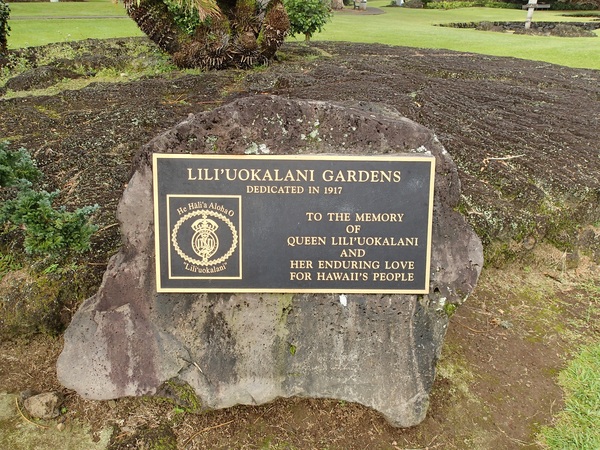 LILI'UOKALANI GARDENS
DEDICATED IN 1917
He Hāli'a Aloha O
"Lili'uokalani"
TO THE MEMORY
OF
QUEEN LILI'UOKALANI
AND
HER ENDURING LOVE
FOR HAWAII'S PEOPLE